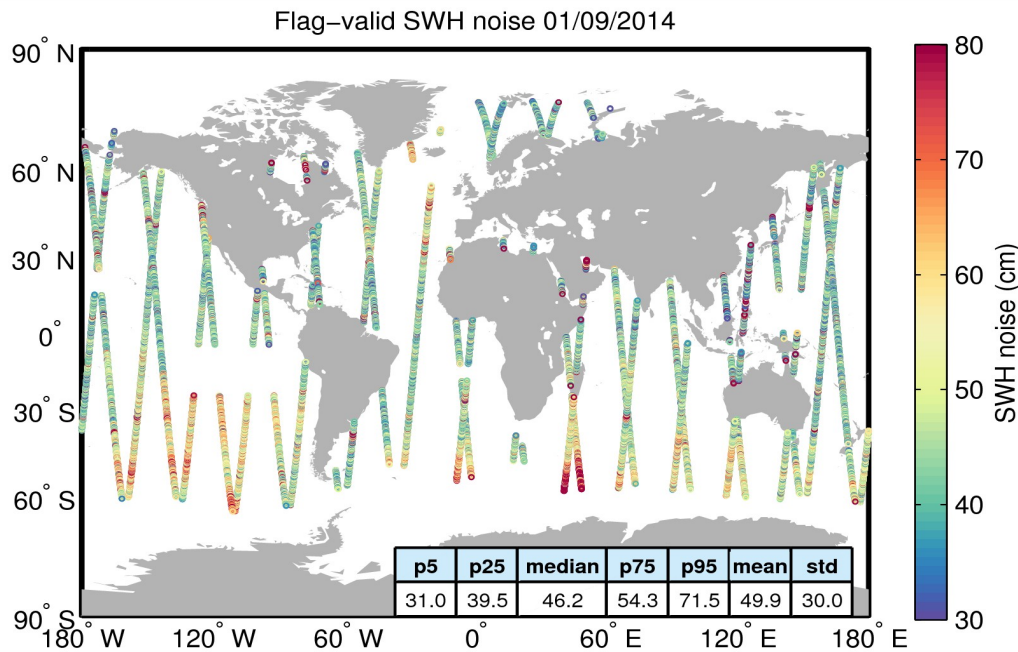 Flag−valid SWH noise 01/09/2014
90° N
60° N
30° N
0°
30° S
60° S
90° S
180° W
120° W
60° W
0°
60° E
120° E
180° E
p5 p25 median p75 p95 mean std
31.0 39.5 46.2 54.3 71.5 49.9 30.0
80
70
60
50
40
30
SWH noise (cm)